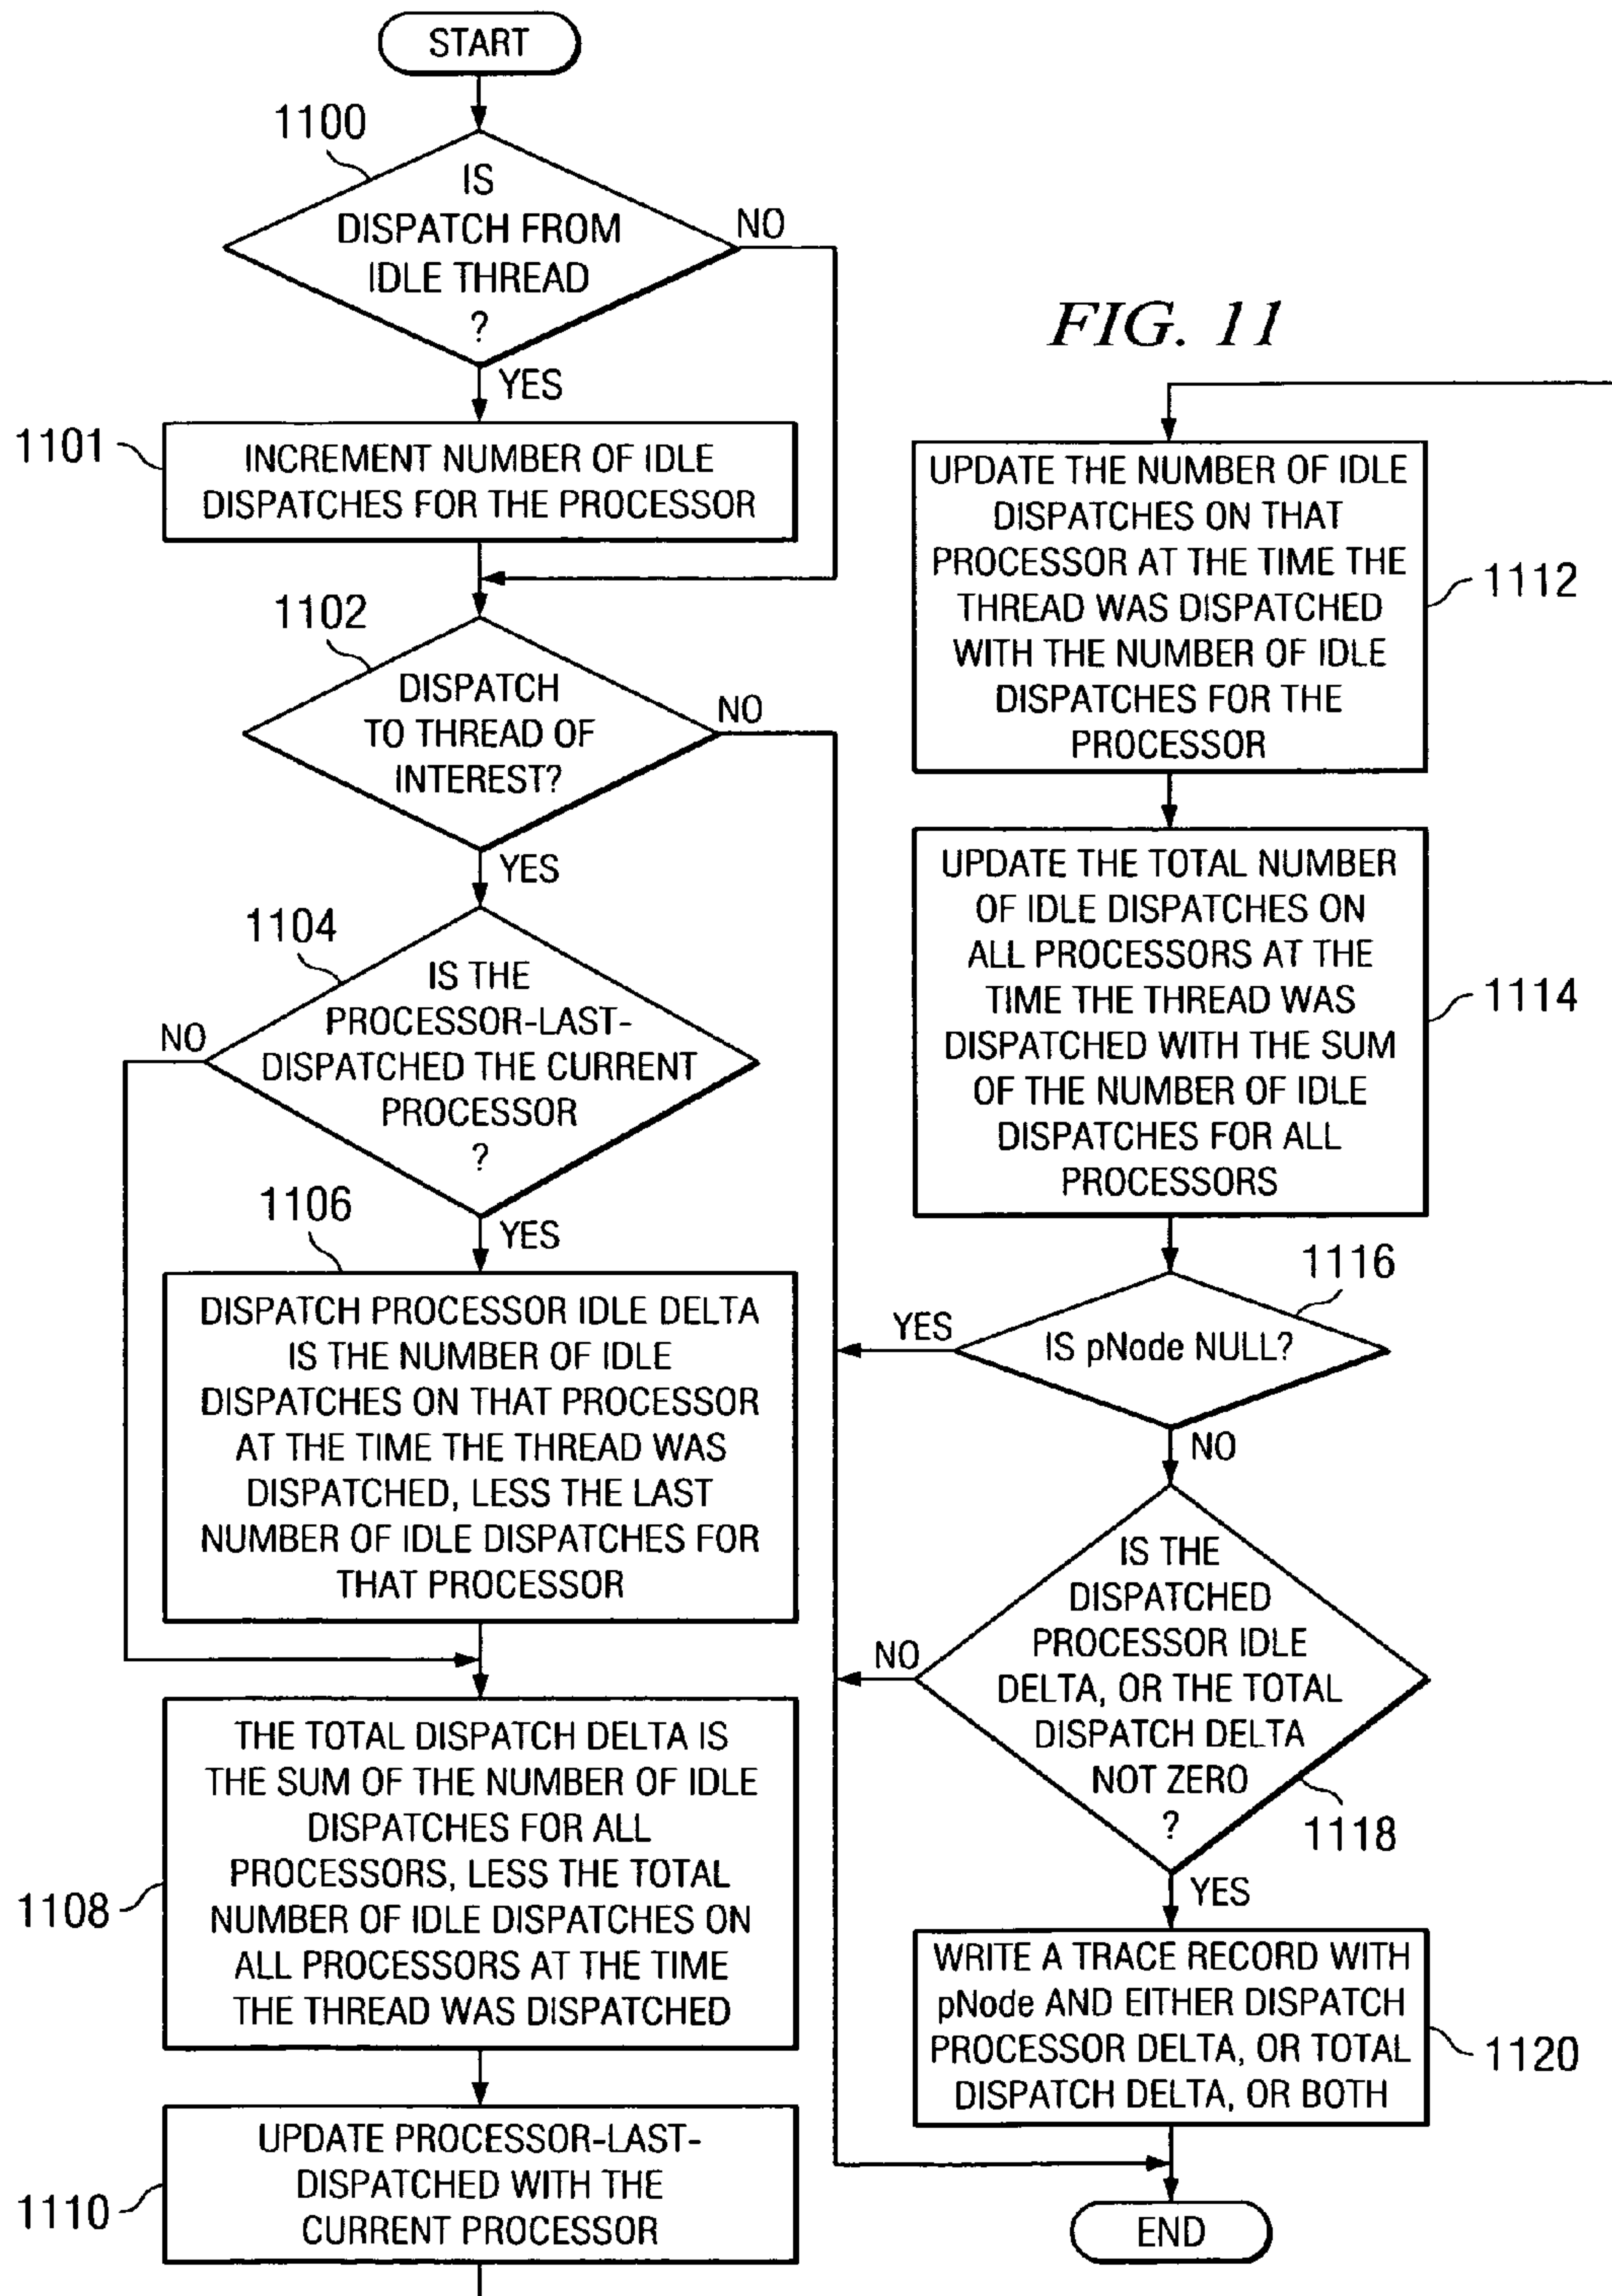 START
1100
IS
DISPATCH FROM
IDLE THREAD
?
NO
YES
1101
INCREMENT NUMBER OF IDLE
DISPATCHES FOR THE PROCESSOR
1102
DISPATCH
TO THREAD OF
INTEREST?
NO
YES
1104
IS THE
PROCESSOR-LAST-
DISPATCHED THE CURRENT
PROCESSOR
?
NO
YES
1106
DISPATCH PROCESSOR IDLE DELTA
IS THE NUMBER OF IDLE
DISPATCHES ON THAT PROCESSOR
AT THE TIME THE THREAD WAS
DISPATCHED, LESS THE LAST
NUMBER OF IDLE DISPATCHES FOR
THAT PROCESSOR
1108
THE TOTAL DISPATCH DELTA IS
THE SUM OF THE NUMBER OF IDLE
DISPATCHES FOR ALL
PROCESSORS, LESS THE TOTAL
NUMBER OF IDLE DISPATCHES ON
ALL PROCESSORS AT THE TIME
THE THREAD WAS DISPATCHED
1110
UPDATE PROCESSOR-LAST-
DISPATCHED WITH THE
CURRENT PROCESSOR
FIG. 11
UPDATE THE NUMBER OF IDLE
DISPATCHES ON THAT
PROCESSOR AT THE TIME THE
THREAD WAS DISPATCHED
WITH THE NUMBER OF IDLE
DISPATCHES FOR THE
PROCESSOR
1112
UPDATE THE TOTAL NUMBER
OF IDLE DISPATCHES ON
ALL PROCESSORS AT THE
TIME THE THREAD WAS
DISPATCHED WITH THE SUM
OF THE NUMBER OF IDLE
DISPATCHES FOR ALL
PROCESSORS
1114
1116
IS pNode NULL?
YES
NO
IS THE
DISPATCHED
PROCESSOR IDLE
DELTA, OR THE TOTAL
DISPATCH DELTA
NOT ZERO
?
NO
1118
YES
WRITE A TRACE RECORD WITH
pNode AND EITHER DISPATCH
PROCESSOR DELTA, OR TOTAL
DISPATCH DELTA, OR BOTH
1120
END